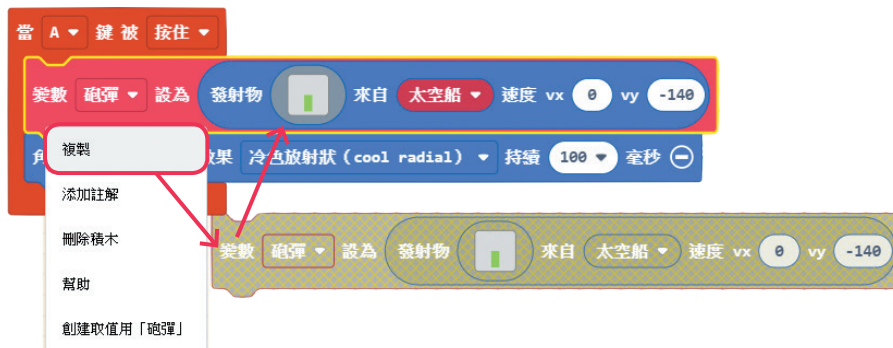 當 A 鍵 被 按住
變數 砲彈 設為 發射物 來自 太空船 速度 vx 0 vy -140
角 效果 冷色放射狀 (cool radial) 持續 100 毫秒
複製
添加註解
刪除積木
幫助
創建取值用「砲彈」
變數 砲彈 設為 發射物 來自 太空船 速度 vx 0 vy -140